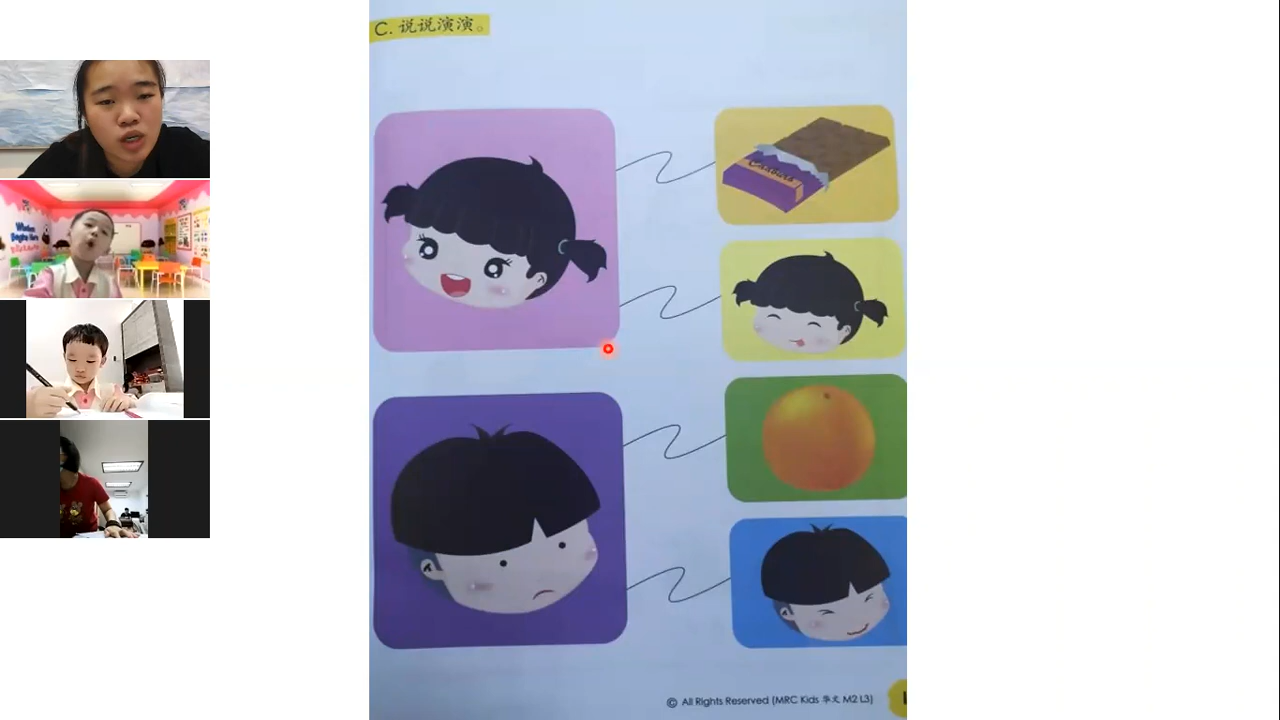 C. 说说演演。
© All Rights Reserved (MRC Kids 华文 M2 L3)